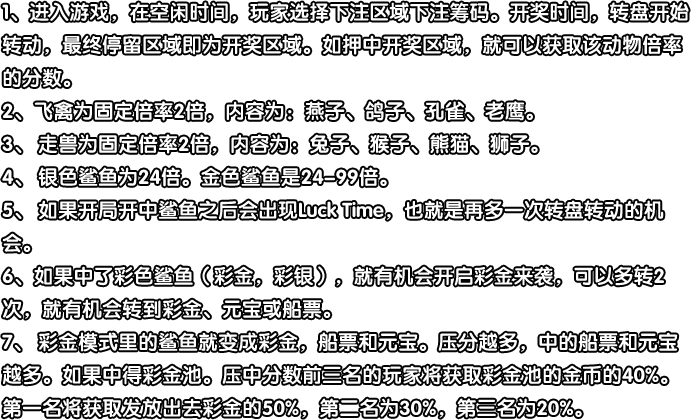 1、进入游戏，在空闲时间，玩家选择下注区域下注筹码。开奖时间，转盘开始
转动，最终停留区域即为开奖区域。如押中开奖区域，就可以获取该动物倍率
的分数。
2、飞禽为固定倍率2倍，内容为：燕子、鸽子、孔雀、老鹰。
3、 走兽为固定倍率2倍，内容为：兔子、猴子、熊猫、狮子。
4、 银色鲨鱼为24倍。金色鲨鱼是24-99倍。
5、 如果开局开中鲨鱼之后会出现Luck Time，也就是再多一次转盘转动的机
会。
6、如果中了彩色鲨鱼（彩金，彩银），就有机会开启彩金来袭，可以多转2
次，就有机会转到彩金、元宝或船票。
7、 彩金模式里的鲨鱼就变成彩金，船票和元宝。压分越多，中的船票和元宝
越多。如果中得彩金池。压中分数前三名的玩家将获取彩金池的金币的40%。
第一名将获取发放出去彩金的50%，第二名为30%，第三名为20%。